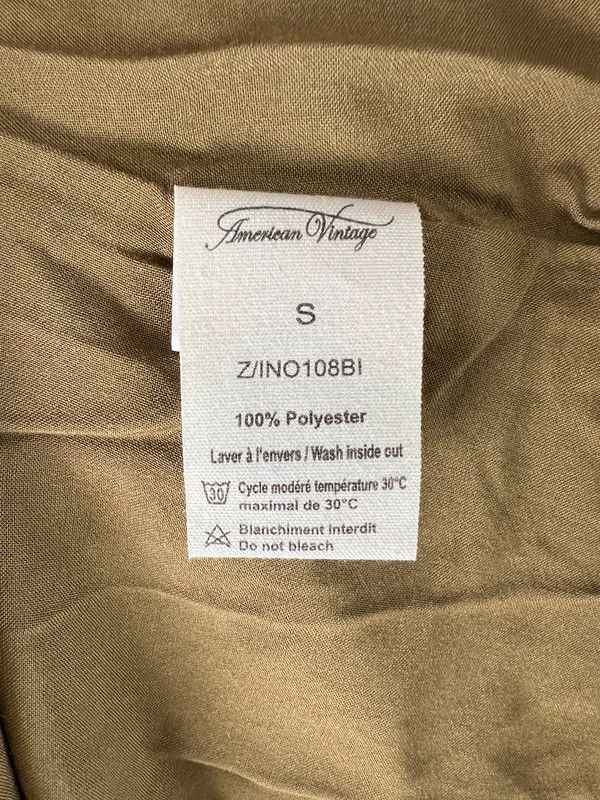 American Vintage
S
Z/INO108BI
100% Polyester
Laver à l'envers / Wash inside out
30 Cycle modéré température 30°C
maximal de 30°C
Blanchiment interdit
Do not bleach